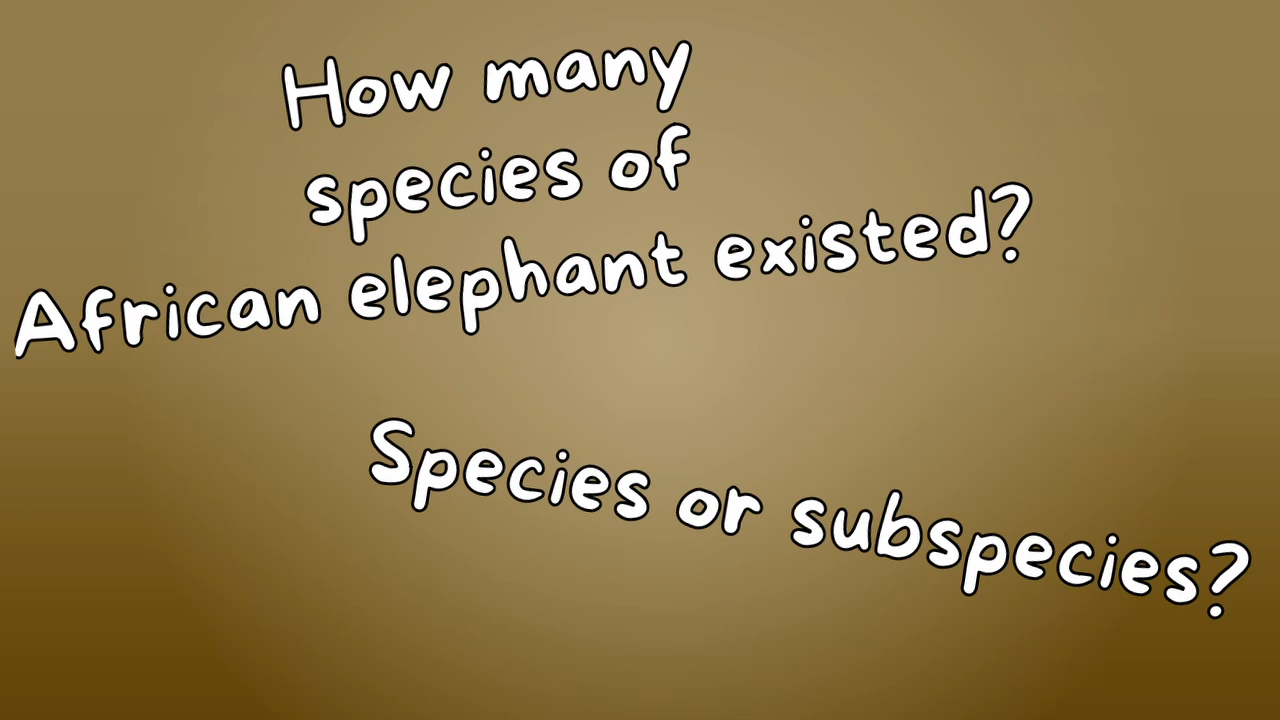 How many
species of
African elephant existed?
Species or subspecies?